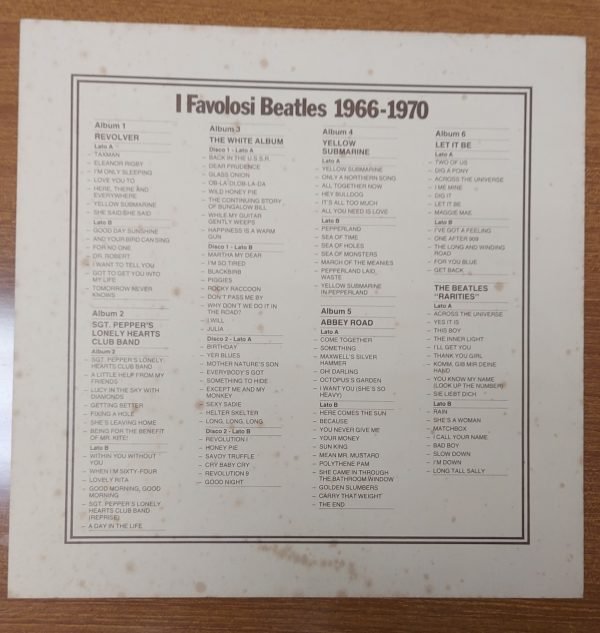 I Favolosi Beatles 1966-1970
Album 1
REVOLVER
Lato A
– TAXMAN
– ELEANOR RIGBY
– I'M ONLY SLEEPING
– LOVE YOU TO
– HERE, THERE AND
EVERYWHERE
– YELLOW SUBMARINE
– SHE SAID SHE SAID
Lato B
– GOOD DAY SUNSHINE
– AND YOUR BIRD CAN SING
– FOR NO ONE
– DR. ROBERT
– I WANT TO TELL YOU
– GOT TO GET YOU INTO
MY LIFE
– TOMORROW NEVER
KNOWS
Album 2
SGT. PEPPER'S
LONELY HEARTS
CLUB BAND
Album 2
– SGT. PEPPER'S LONELY
HEARTS CLUB BAND
– A LITTLE HELP FROM MY
FRIENDS
– LUCY IN THE SKY WITH
DIAMONDS
– GETTING BETTER
– FIXING A HOLE
– SHE'S LEAVING HOME
– BEING FOR THE BENEFIT
OF MR. KITE!
Lato B
– WITHIN YOU WITHOUT
YOU
– WHEN I'M SIXTY-FOUR
– LOVELY RITA
– GOOD MORNING, GOOD
MORNING
– SGT. PEPPER'S LONELY
HEARTS CLUB BAND
(REPRISE)
– A DAY IN THE LIFE
Album 3
THE WHITE ALBUM
Disco 1 - Lato A
– BACK IN THE U.S.S.R.
– DEAR PRUDENCE
– GLASS ONION
– OB-LA-DI,OB-LA-DA
– WILD HONEY PIE
– THE CONTINUING STORY
OF BUNGALOW BILL
– WHILE MY GUITAR
GENTLY WEEPS
– HAPPINESS IS A WARM
GUN
Disco 1 - Lato B
– MARTHA MY DEAR
– I'M SO TIRED
– BLACKBIRD
– PIGGIES
– ROCKY RACCOON
– DON'T PASS ME BY
– WHY DON'T WE DO IT IN
THE ROAD?
– I WILL
– JULIA
Disco 2 - Lato A
– BIRTHDAY
– YER BLUES
– MOTHER NATURE'S SON
– EVERYBODY'S GOT
– SOMETHING TO HIDE
– EXCEPT ME AND MY
MONKEY
– SEXY SADIE
– HELTER SKELTER
– LONG, LONG, LONG
Disco 2 - Lato B
– REVOLUTION I
– HONEY PIE
– SAVOY TRUFFLE
– CRY BABY CRY
– REVOLUTION 9
– GOOD NIGHT
Album 4
YELLOW
SUBMARINE
Lato A
– YELLOW SUBMARINE
– ONLY A NORTHERN SONG
– ALL TOGETHER NOW
– HEY BULLDOG
– IT'S ALL TOO MUCH
– ALL YOU NEED IS LOVE
Lato B
– PEPPERLAND
– SEA OF TIME
– SEA OF HOLES
– SEA OF MONSTERS
– MARCH OF THE MEANIES
– PEPPERLAND LAID
WASTE
– YELLOW SUBMARINE
IN PEPPERLAND
Album 5
ABBEY ROAD
Lato A
– COME TOGETHER
– SOMETHING
– MAXWELL'S SILVER
HAMMER
– OH! DARLING
– OCTOPUS'S GARDEN
– I WANT YOU (SHE'S SO
HEAVY)
Lato B
– HERE COMES THE SUN
– BECAUSE
– YOU NEVER GIVE ME
– YOUR MONEY
– SUN KING
– MEAN MR. MUSTARD
– POLYTHENE PAM
– SHE CAME IN THROUGH
THE BATHROOM WINDOW
– GOLDEN SLUMBERS
– CARRY THAT WEIGHT
– THE END
Album 6
LET IT BE
Lato A
– TWO OF US
– DIG A PONY
– ACROSS THE UNIVERSE
– I ME MINE
– DIG IT
– LET IT BE
– MAGGIE MAE
Lato B
– I'VE GOT A FEELING
– ONE AFTER 909
– THE LONG AND WINDING
ROAD
– FOR YOU BLUE
– GET BACK
THE BEATLES
"RARITIES"
Lato A
– ACROSS THE UNIVERSE
– YES IT IS
– THIS BOY
– THE INNER LIGHT
– I'LL GET YOU
– THANK YOU GIRL
– KOMM, GIB MIR DEINE
HAND
– YOU KNOW MY NAME
(LOOK UP THE NUMBER)
– SIE LIEBT DICH
Lato B
– RAIN
– SHE'S A WOMAN
– MATCHBOX
– I CALL YOUR NAME
– BAD BOY
– SLOW DOWN
– I'M DOWN
– LONG TALL SALLY